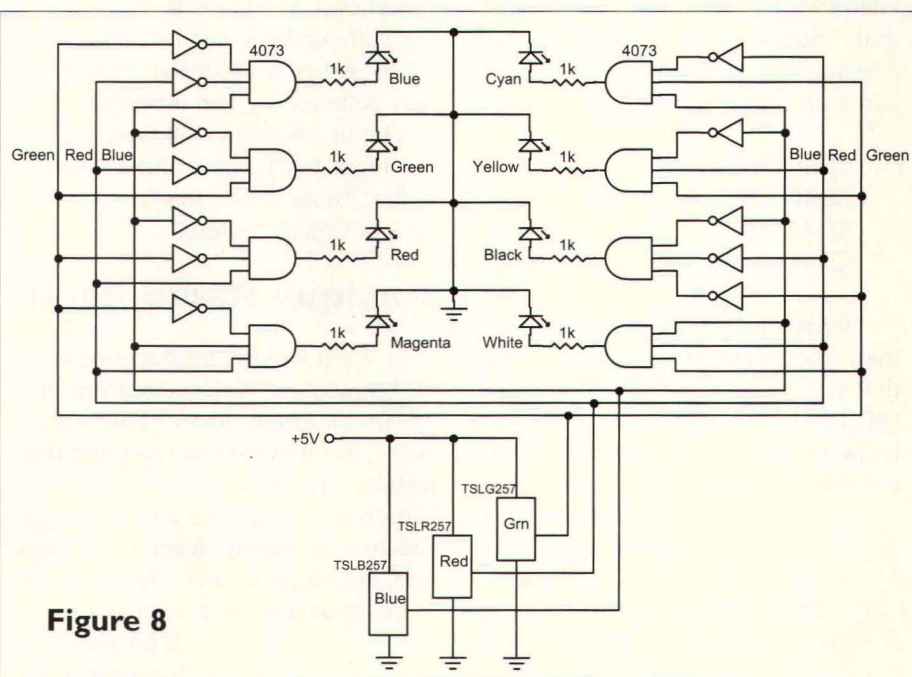 4073
1k
Blue
Cyan
1k
4073
Green
Red
Blue
1k
Green
Yellow
1k
Blue
Red
Green
1k
Red
Black
1k
1k
Magenta
White
1k
+5V
TSLG257
Grn
TSLR257
Red
TSLB257
Blue
Figure 8